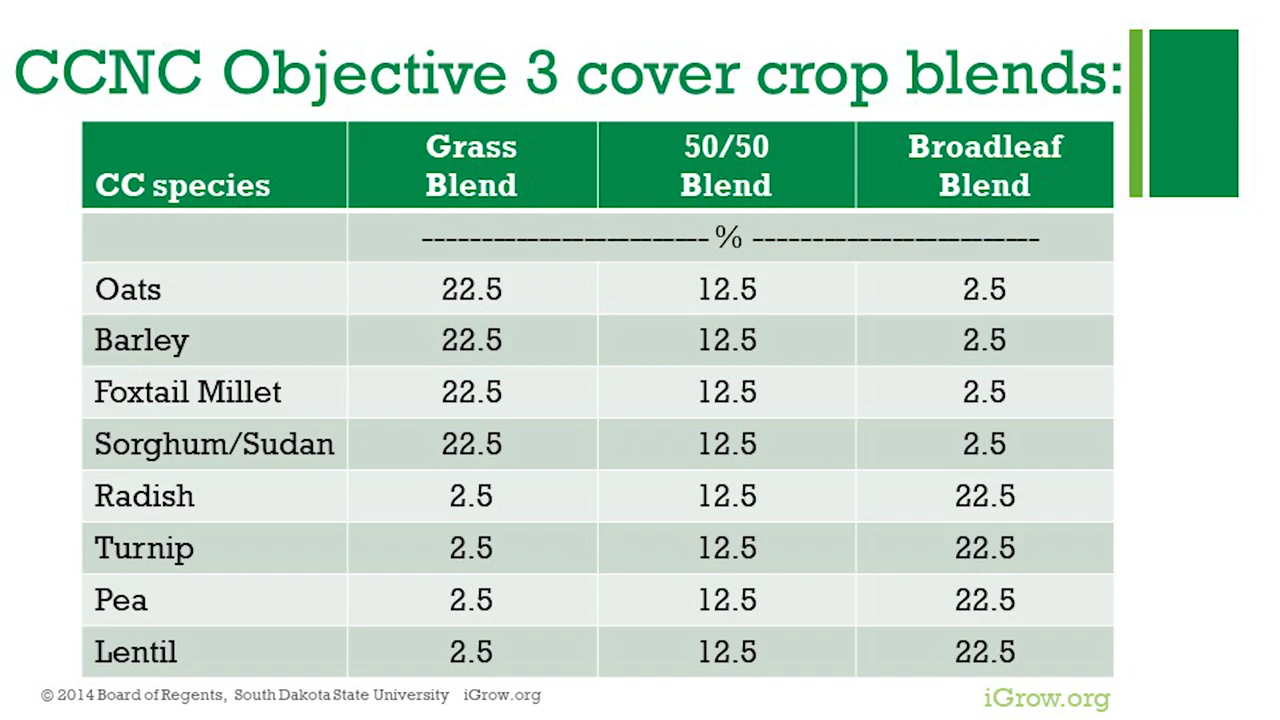 CCNC Objective 3 cover crop blends:
CC species Grass Blend 50/50 Blend Broadleaf Blend
------------------------- % -------------------------
Oats 22.5 12.5 2.5
Barley 22.5 12.5 2.5
Foxtail Millet 22.5 12.5 2.5
Sorghum/Sudan 22.5 12.5 2.5
Radish 2.5 12.5 22.5
Turnip 2.5 12.5 22.5
Pea 2.5 12.5 22.5
Lentil 2.5 12.5 22.5
© 2014 Board of Regents, South Dakota State University iGrow.org
iGrow.org